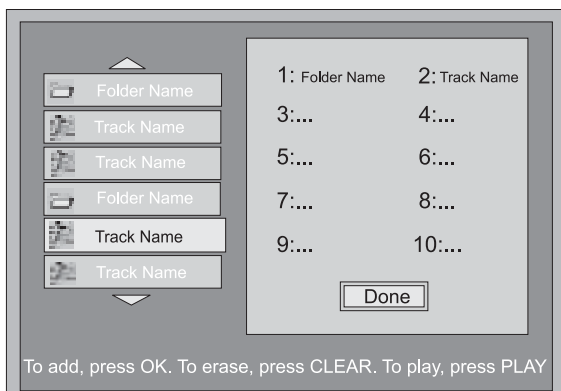 Folder Name
Track Name
Track Name
Folder Name
Track Name
Track Name
1: Folder Name 2: Track Name
3:... 4:...
5:... 6:...
7:... 8:...
9:... 10:...
Done
To add, press OK. To erase, press CLEAR. To play, press PLAY